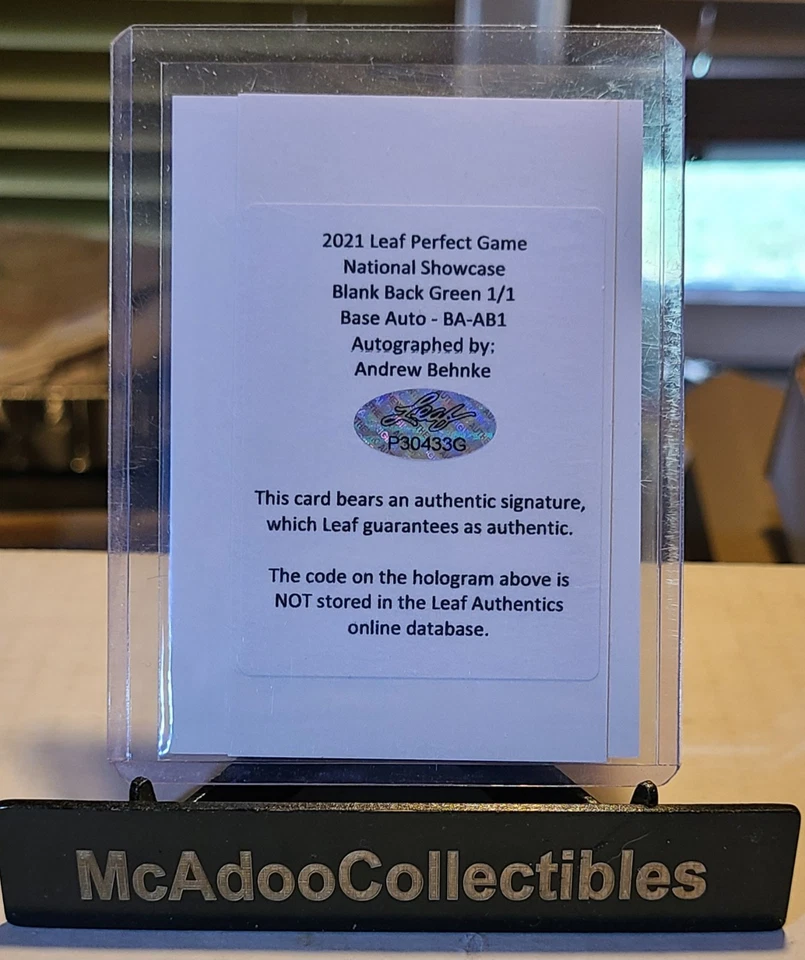 2021 Leaf Perfect Game
National Showcase
Blank Back Green 1/1
Base Auto - BA-AB1
Autographed by:
Andrew Behnke
Leaf
P30433G
This card bears an authentic signature,
which Leaf guarantees as authentic.
The code on the hologram above is
NOT stored in the Leaf Authentics
online database.
McAdooCollectibles